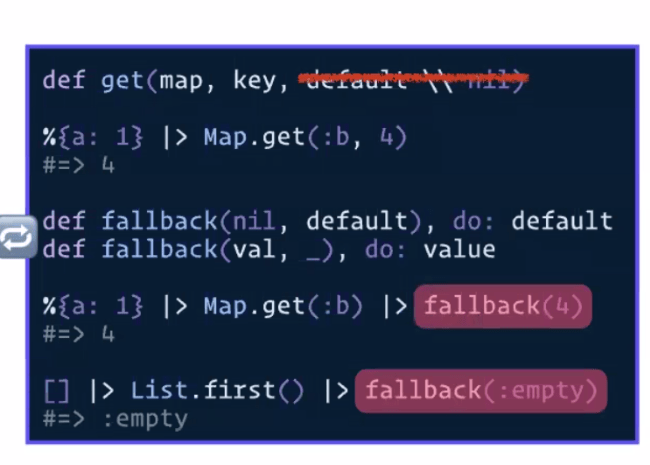 def get(map, key, default \\ nil)
%{a: 1} |> Map.get(:b, 4)
#=> 4
def fallback(nil, default), do: default
def fallback(val, _), do: value
%{a: 1} |> Map.get(:b) |> fallback(4)
#=> 4
[] |> List.first() |> fallback(:empty)
#=> :empty